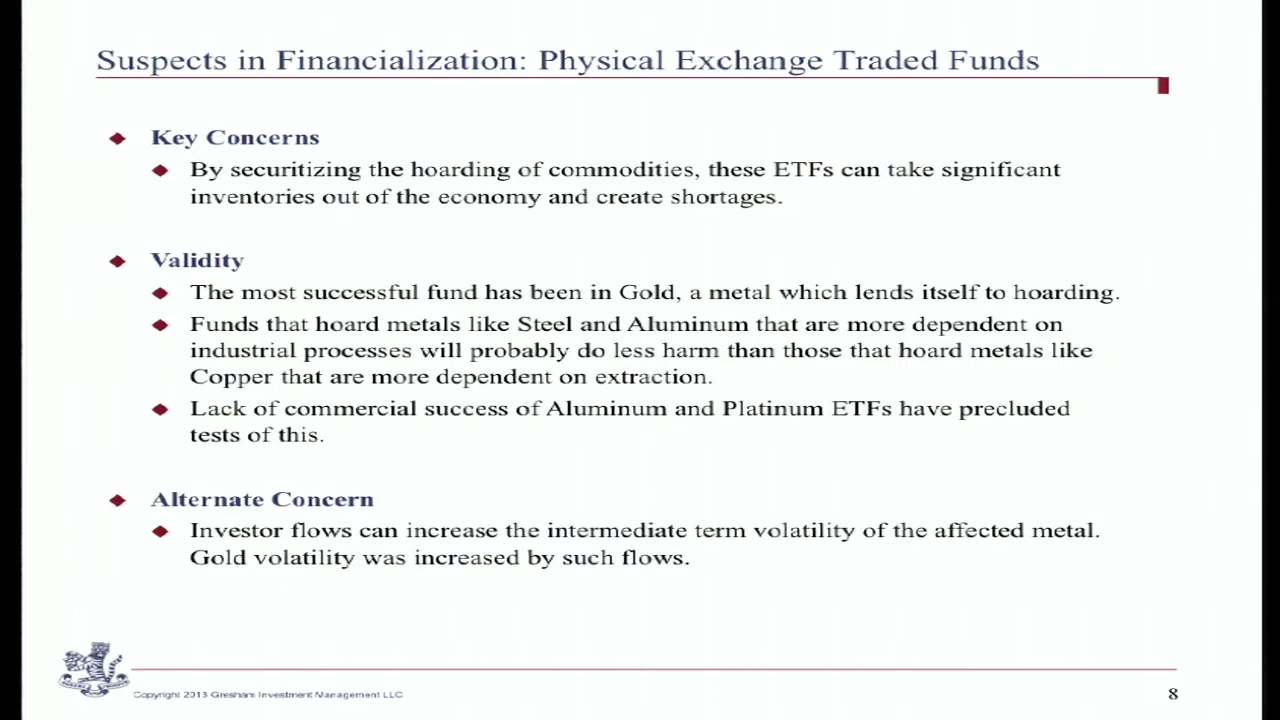 Suspects in Financialization: Physical Exchange Traded Funds
Key Concerns
By securitizing the hoarding of commodities, these ETFs can take significant
inventories out of the economy and create shortages.
Validity
The most successful fund has been in Gold, a metal which lends itself to hoarding.
Funds that hoard metals like Steel and Aluminum that are more dependent on
industrial processes will probably do less harm than those that hoard metals like
Copper that are more dependent on extraction.
Lack of commercial success of Aluminum and Platinum ETFs have precluded
tests of this.
Alternate Concern
Investor flows can increase the intermediate term volatility of the affected metal.
Gold volatility was increased by such flows.
Copyright 2013 Gresham Investment Management LLC
8